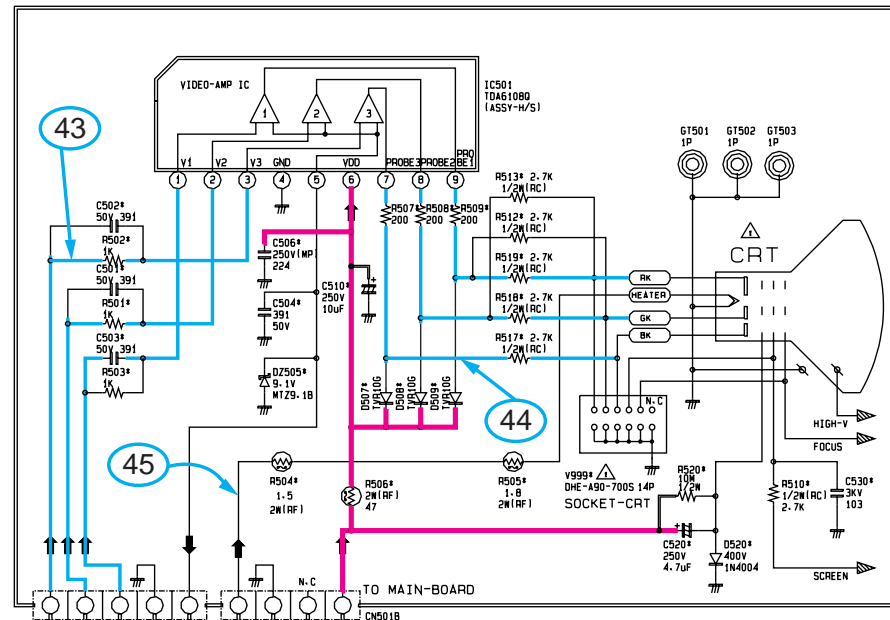 VIDEO-AMP IC
IC501
TDA6108Q
(ASSY-H/S)
1
2
3
V1
V2
V3
GND
VDD
PROBE3
PROBE2
PROBE1
1
2
3
4
5
6
7
8
9
43
C502*
50V 391
R502*
1K
C501*
50V 391
R501*
1K
C503*
50V 391
R503*
1K
C506*
250V(MP)
224
C510*
250V
10uF
C504*
391
50V
DZ505*
9.1V
MTZ9.1B
R507*
200
R508*
200
R509*
200
R513* 2.7K
1/2W(RC)
R512* 2.7K
1/2W(RC)
R519* 2.7K
1/2W(RC)
R518* 2.7K
1/2W(RC)
R517* 2.7K
1/2W(RC)
GT501
1P
GT502
1P
GT503
1P
CRT
RK
HEATER
GK
BK
D507*
TVR10G
D508*
TVR10G
D509*
TVR10G
44
45
N.C
V999*
DHE-A90-700S 14P
SOCKET-CRT
HIGH-V
FOCUS
R504*
1.5
2W(RF)
R506*
2W(RF)
47
R505*
1.8
2W(RF)
R520*
10M
1/2W
R510*
1/2W(RC)
2.7K
C530*
3KV
103
+
C520*
250V
4.7uF
D520*
400V
1N4004
SCREEN
N.C
TO MAIN-BOARD
CN501B